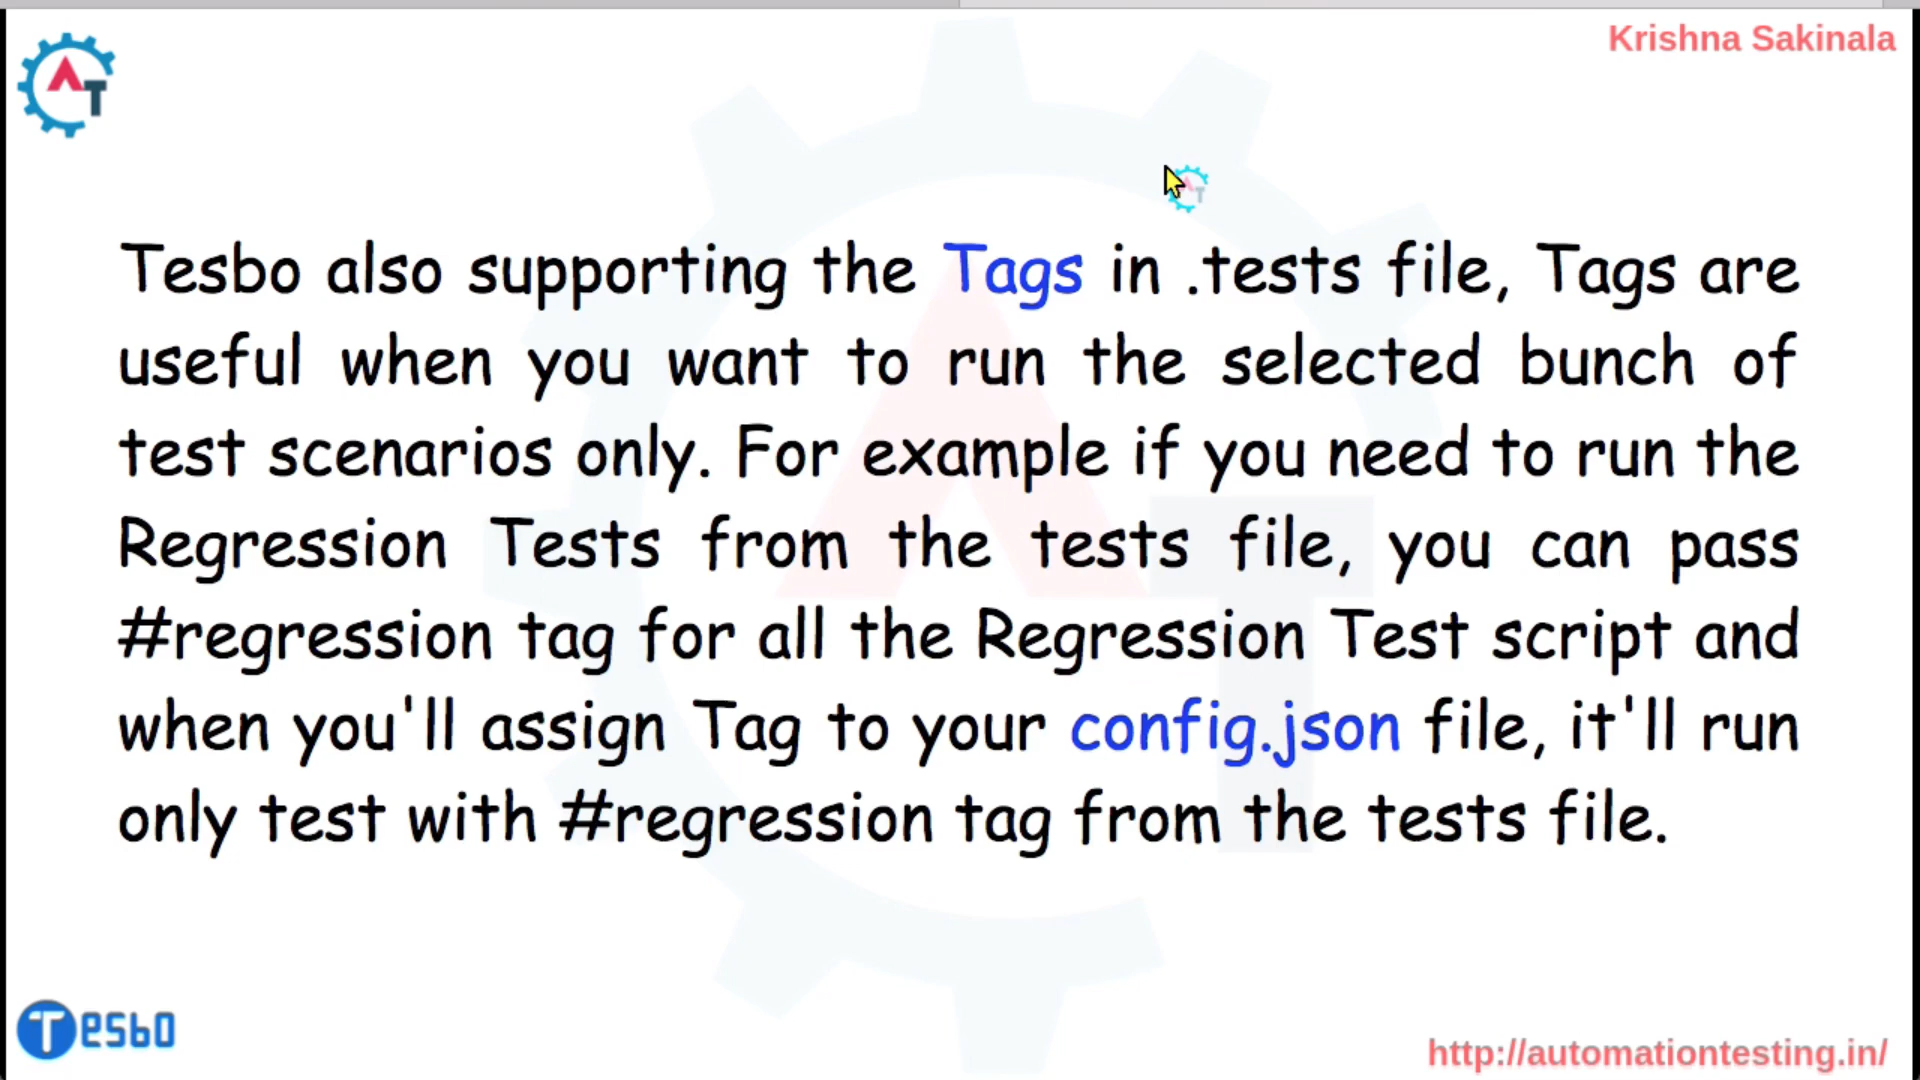 Krishna Sakinala
AT
Tesbo also supporting the Tags in .tests file, Tags are
useful when you want to run the selected bunch of
test scenarios only. For example if you need to run the
Regression Tests from the tests file, you can pass
#regression tag for all the Regression Test script and
when you'll assign Tag to your config.json file, it'll run
only test with #regression tag from the tests file.
Tesbo
http://automationtesting.in/